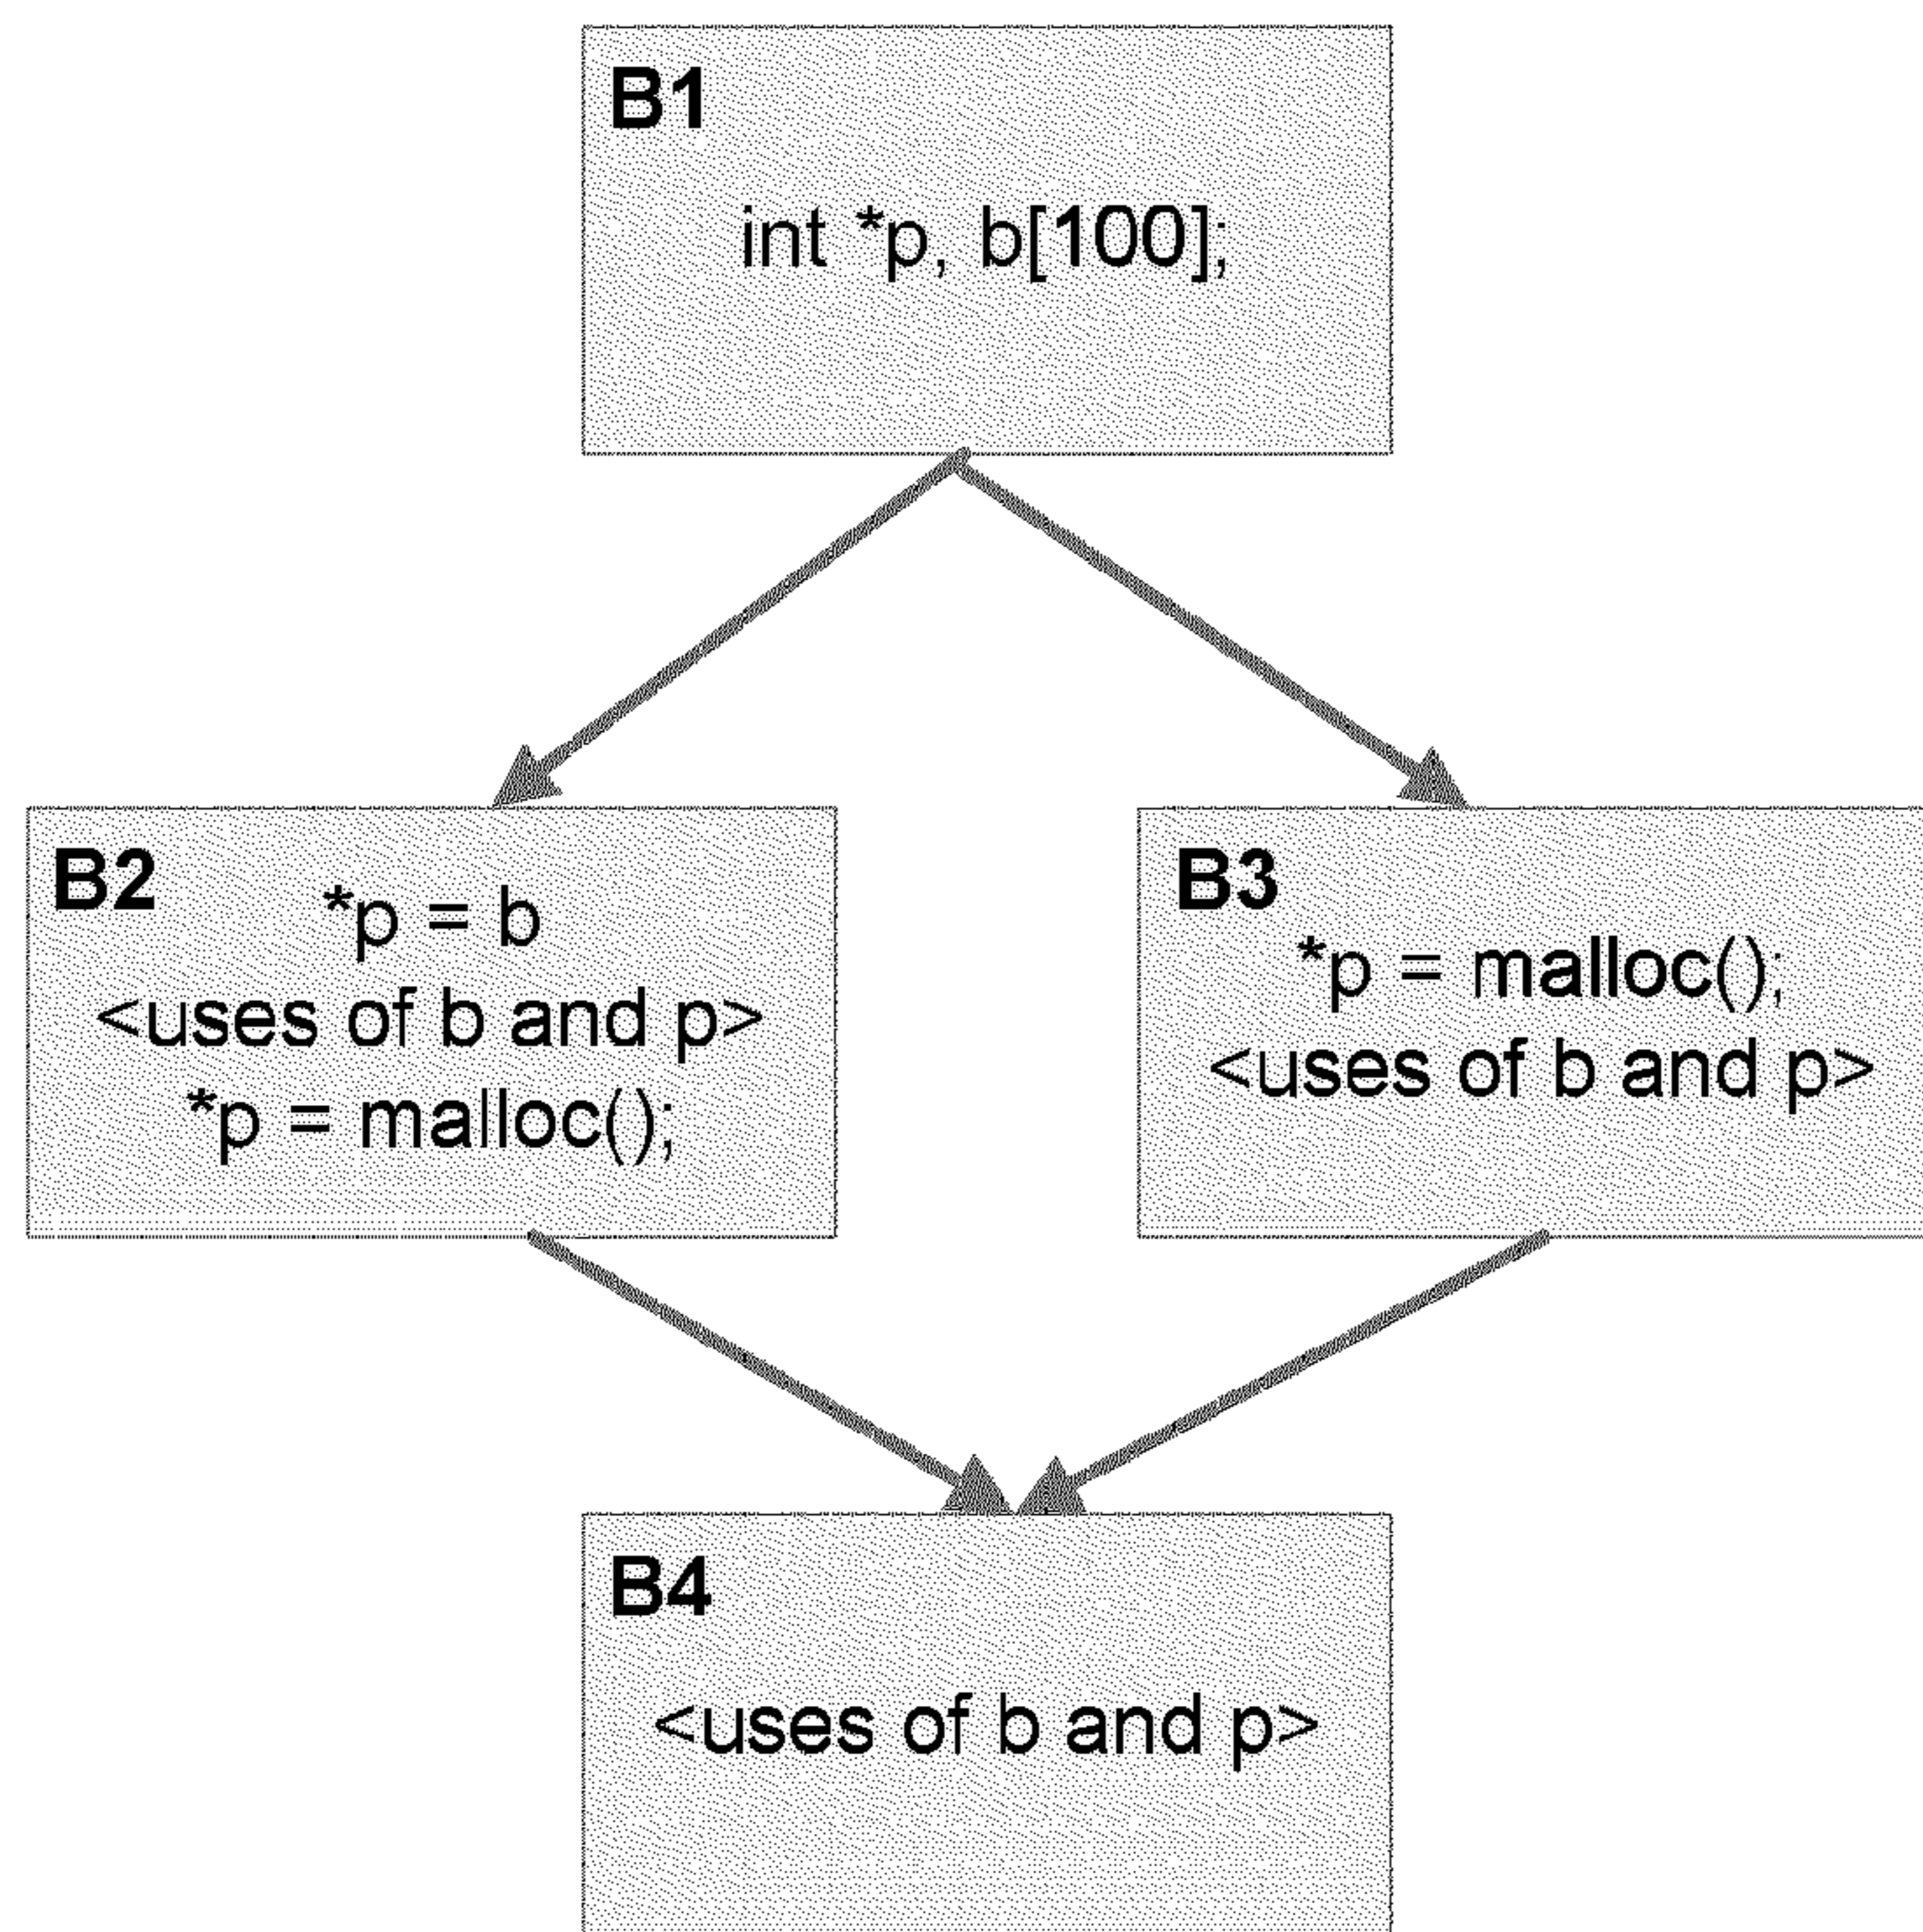 B1
int *p, b[100];
B2
*p = b
<uses of b and p>
*p = malloc();
B3
*p = malloc();
<uses of b and p>
B4
<uses of b and p>